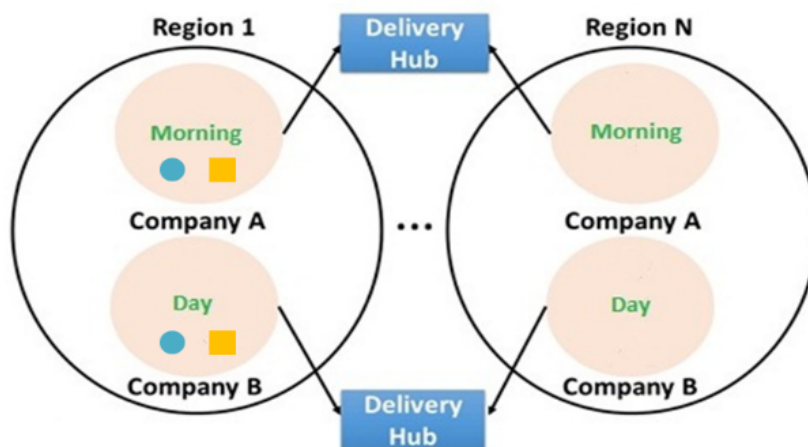 Region 1
Delivery
Hub
Region N
Morning
Morning
Company A
...
Company A
Day
Day
Company B
Delivery
Hub
Company B